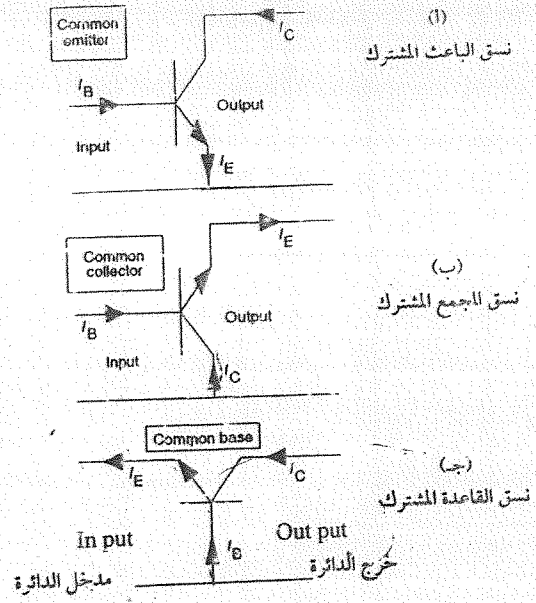 Common
emitter
I_C
(أ)
نسق الباعث المشترك
I_B
Output
Input
I_E
I_E
Common
collector
(ب)
نسق المجمع المشترك
I_B
Output
Input
I_C
Common base
I_E
I_C
(جـ)
نسق القاعدة المشترك
In put
I_B
Out put
مدخل الدائرة
خرج الدائرة